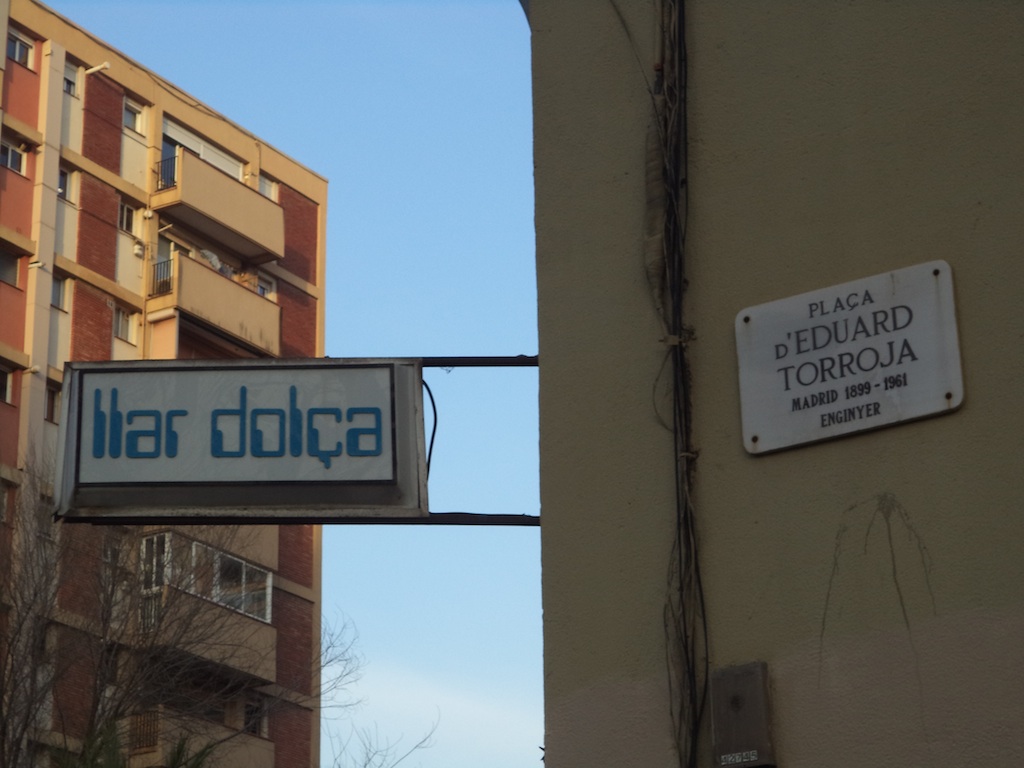 llar dolça
PLAÇA
D'EDUARD
TORROJA
MADRID 1899-1961
ENGINYER